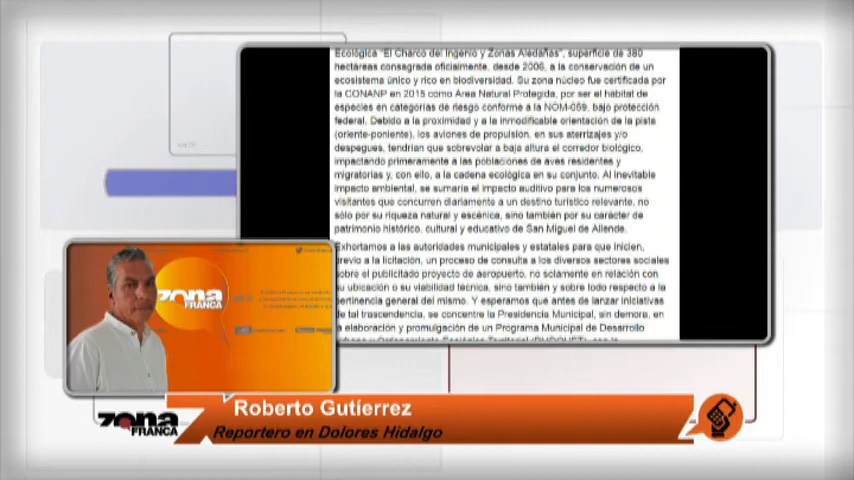 Ecológica "El Charco del Ingenio y Zonas Aledañas", superficie de 380
hectáreas consagrada oficialmente, desde 2006, a la conservación de un
ecosistema único y rico en biodiversidad. Su zona núcleo fue certificada por
la CONANP en 2015 como Área Natural Protegida, por ser el hábitat de
especies en categorías de riesgo conforme a la NOM-059, bajo protección
federal. Debido a la proximidad y a la inmodificable orientación de la pista
(oriente-poniente), los aviones de propulsión, en sus aterrizajes y/o
despegues, tendrían que sobrevolar a baja altura el corredor biológico,
impactando primeramente a las poblaciones de aves residentes y
migratorias y, con ello, a la cadena ecológica en su conjunto. Al inevitable
impacto ambiental, se sumaría el impacto auditivo para los numerosos
visitantes que concurren diariamente a un destino turístico relevante, no
sólo por su riqueza natural y escénica, sino también por su carácter de
patrimonio histórico, cultural y educativo de San Miguel de Allende.
Exhortamos a las autoridades municipales y estatales para que inicien,
previo a la licitación, un proceso de consulta a los diversos sectores sociales
sobre el publicitado proyecto de aeropuerto, no solamente en relación con
su ubicación o su viabilidad técnica, sino también y sobre todo respecto a la
pertinencia general del mismo. Y esperamos que antes de lanzar iniciativas
de tal trascendencia, se concentre la Presidencia Municipal, sin demora, en
la elaboración y promulgación de un Programa Municipal de Desarrollo
zona
FRANCA
Roberto Gutíerrez
Reportero en Dolores Hidalgo
zona
FRANCA